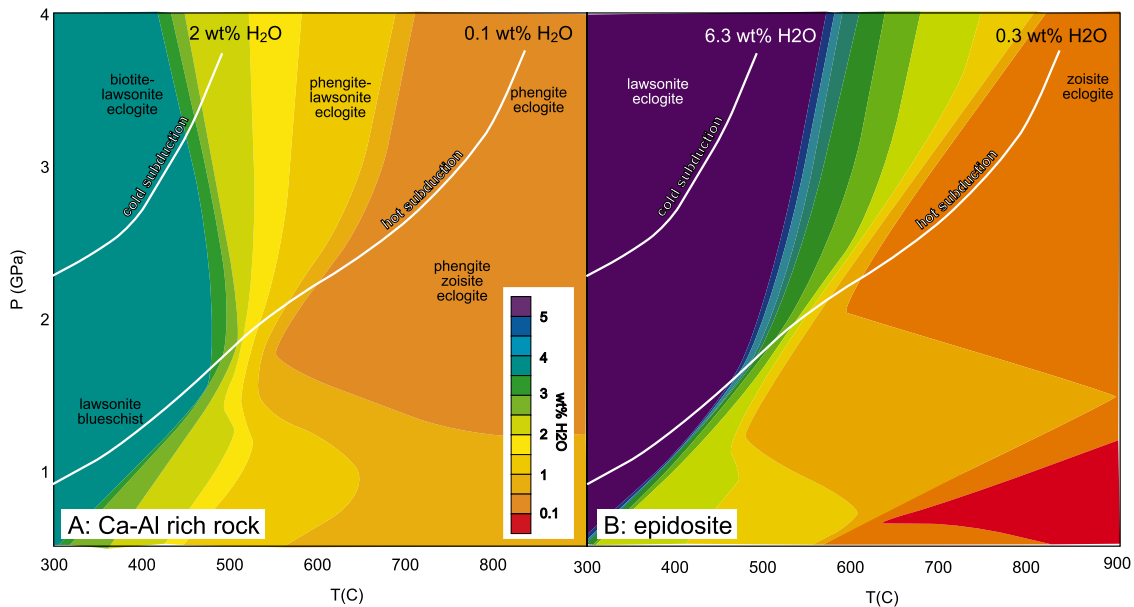 4
3
2
1
P (GPa)
2 wt% H₂O
0.1 wt% H₂O
biotite-
lawsonite
eclogite
phengite-
lawsonite
eclogite
phengite
eclogite
cold subduction
hot subduction
phengite
zoisite
eclogite
lawsonite
blueschist
5
4
3
2
1
0.1
wt% H2O
A: Ca-Al rich rock
300
400
500
600
700
800
T(C)
6.3 wt% H2O
0.3 wt% H2O
lawsonite
eclogite
zoisite
eclogite
cold subduction
hot subduction
B: epidosite
300
400
500
600
700
800
900
T(C)